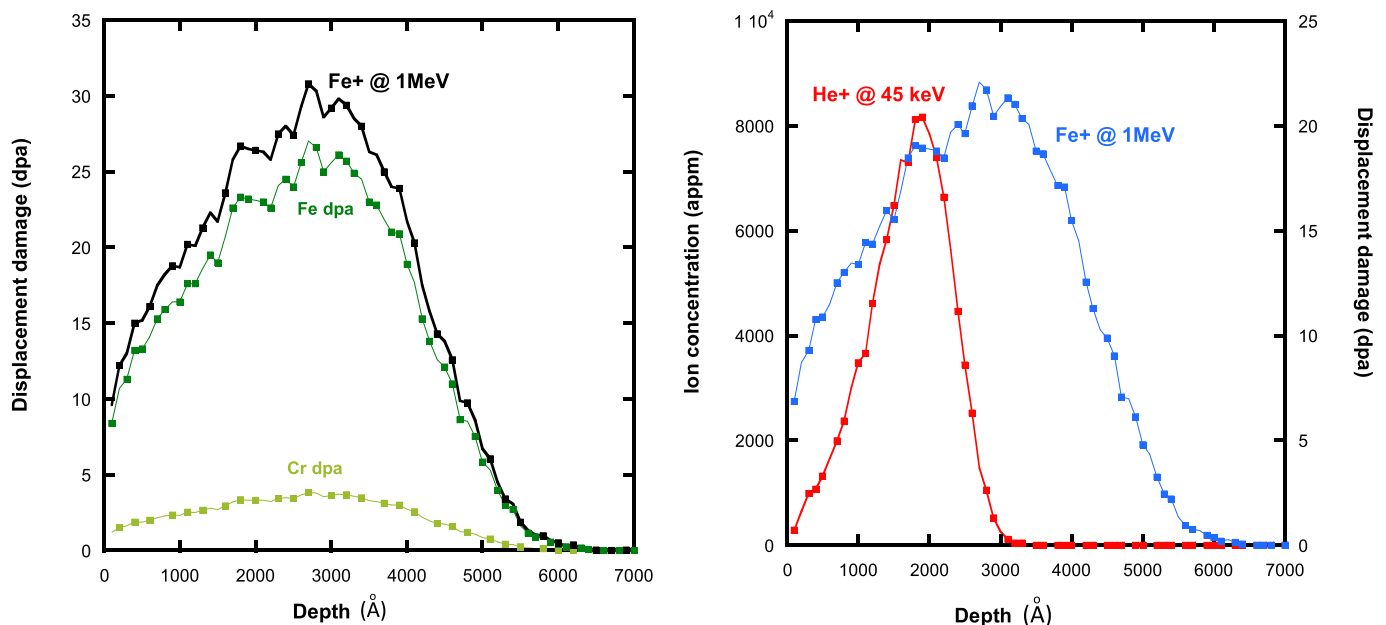 35
30
25
20
15
10
5
0
Displacement damage (dpa)
Fe+ @ 1MeV
Fe dpa
Cr dpa
0 1000 2000 3000 4000 5000 6000 7000
Depth (Å)
1 10⁴
8000
6000
4000
2000
0
Ion concentration (appm)
He+ @ 45 keV
Fe+ @ 1MeV
25
20
15
10
5
0
Displacement damage
(dpa)
0 1000 2000 3000 4000 5000 6000 7000
Depth (Å)